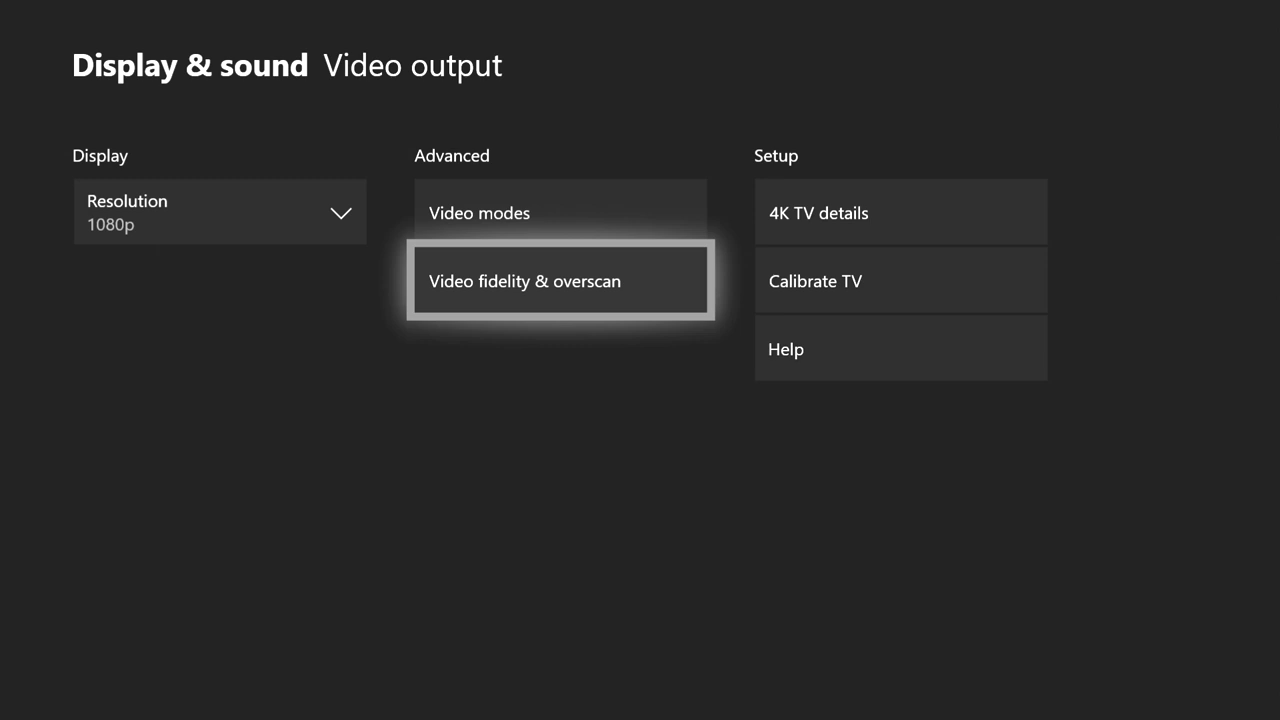 Display & sound Video output
Display
Resolution
1080p
Advanced
Video modes
Video fidelity & overscan
Setup
4K TV details
Calibrate TV
Help